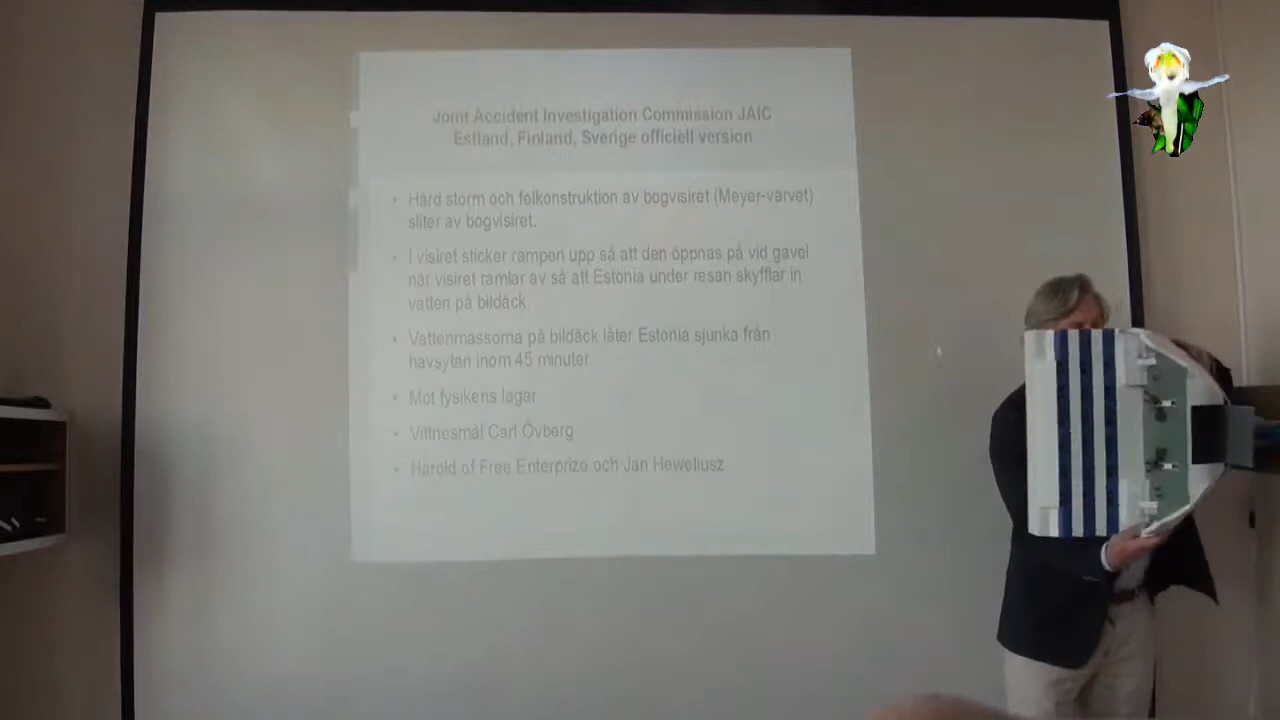 Joint Accident Investigation Commission JAIC
Estland, Finland, Sverige officiell version
• Hård storm och felkonstruktion av bogvisiret (Meyer-varvet)
sliter av bogvisiret.
• I visiret sticker rampen upp så att den öppnas på vid gavel
när visiret ramlar av så att Estonia under resan skyfflar in
vatten på bildäck.
• Vattenmassorna på bildäck låter Estonia sjunka från
havsytan inom 45 minuter.
• Mot fysikens lagar
• Vittnesmål Carl Övberg
• Harold of Free Enterprize och Jan Heweliusz